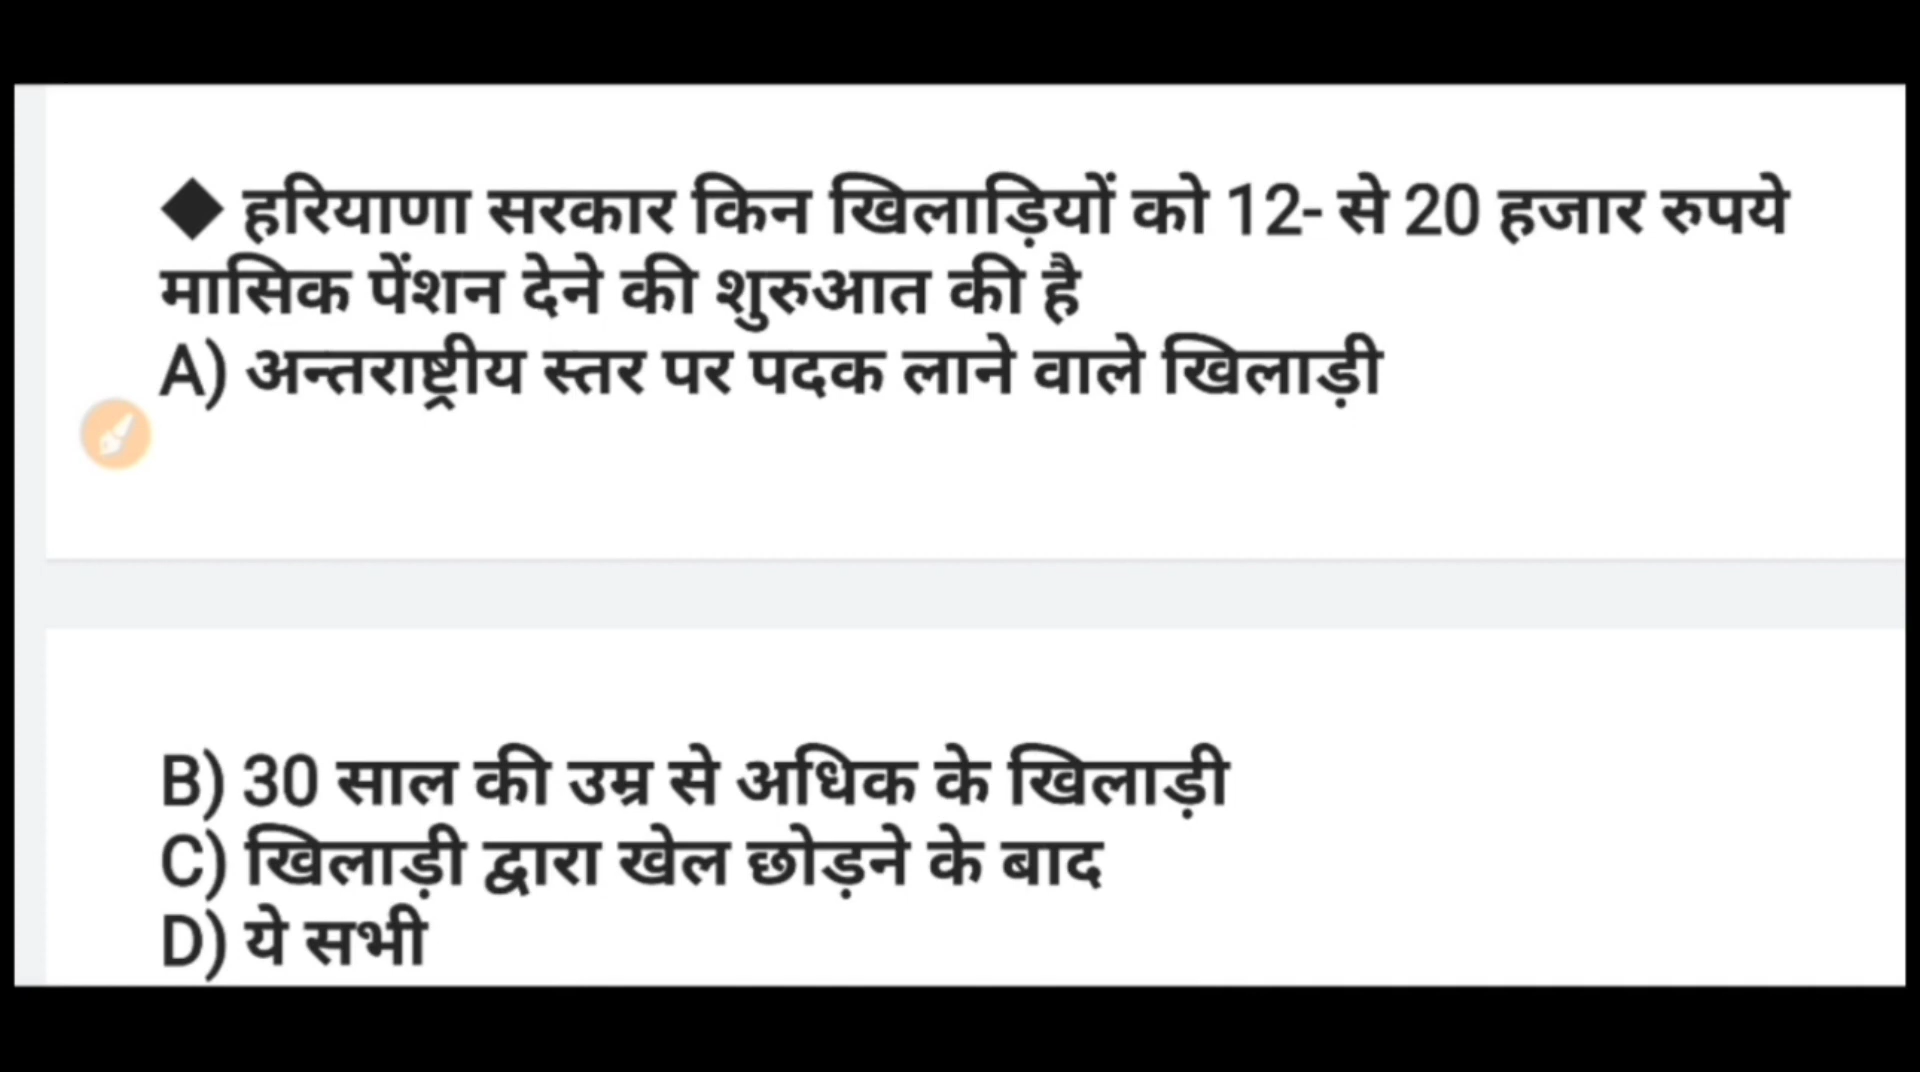 ◆ हरियाणा सरकार किन खिलाड़ियों को 12- से 20 हजार रुपये
मासिक पेंशन देने की शुरुआत की है
A) अन्तराष्ट्रीय स्तर पर पदक लाने वाले खिलाड़ी
B) 30 साल की उम्र से अधिक के खिलाड़ी
C) खिलाड़ी द्वारा खेल छोड़ने के बाद
D) ये सभी